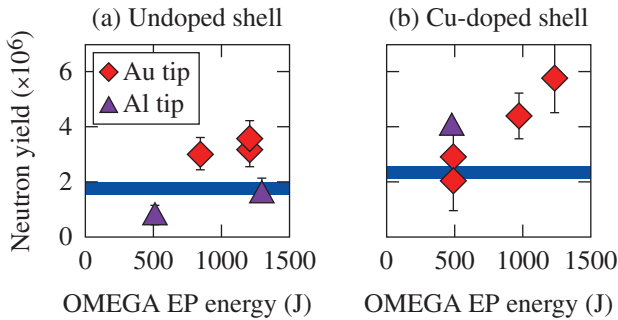 (a) Undoped shell
(b) Cu-doped shell
Neutron yield (×10⁶)
6
4
2
0
Au tip
Al tip
0 500 1000 1500
0 500 1000 1500
OMEGA EP energy (J)
OMEGA EP energy (J)